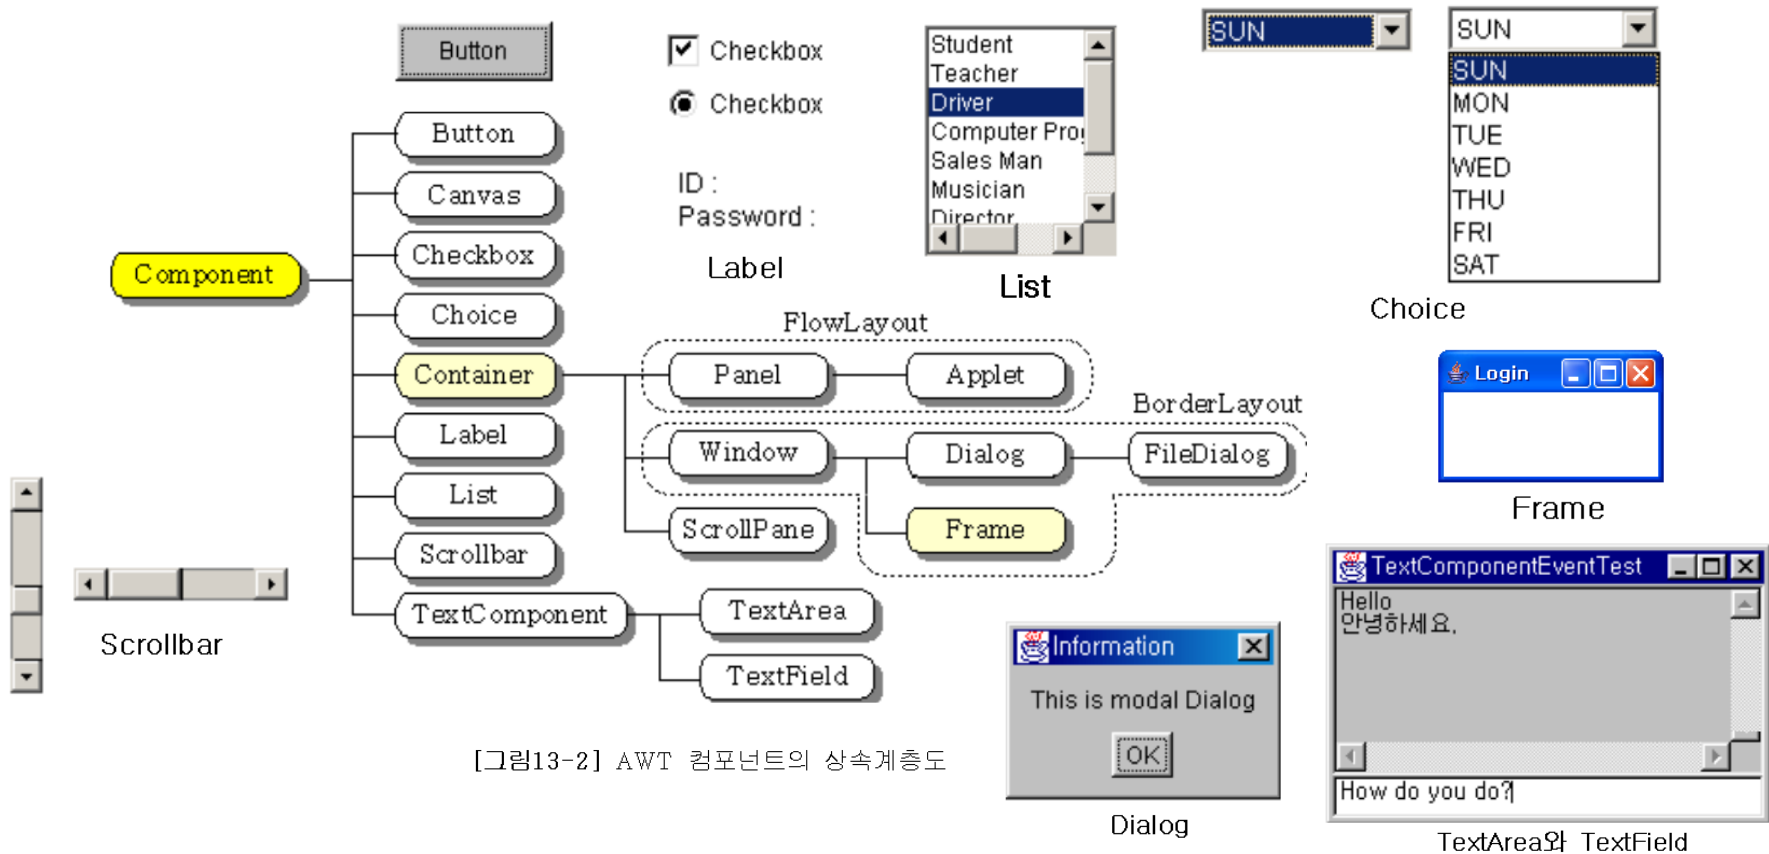 Button
Checkbox
Checkbox
ID :
Password :
Label
Student
Teacher
Driver
Computer Pro
Sales Man
Musician
Director
List
SUN
SUN
SUN
MON
TUE
WED
THU
FRI
SAT
Choice
Component
Button
Canvas
Checkbox
Choice
Container
Label
List
Scrollbar
TextComponent
FlowLayout
Panel
Applet
BorderLayout
Window
Dialog
FileDialog
ScrollPane
Frame
TextArea
TextField
Login
Frame
Scrollbar
Information
This is modal Dialog
OK
Dialog
TextComponentEventTest
Hello
안녕하세요.
How do you do?
TextArea와 TextField
[그림13-2] AWT 컴포넌트의 상속계층도